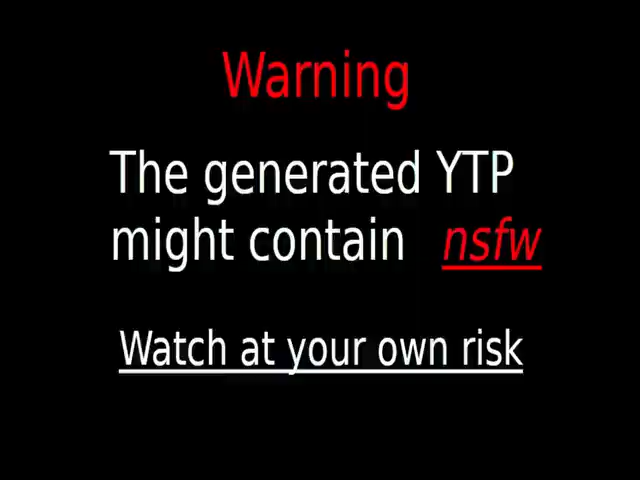 Warning
The generated YTP
might contain nsfw
Watch at your own risk